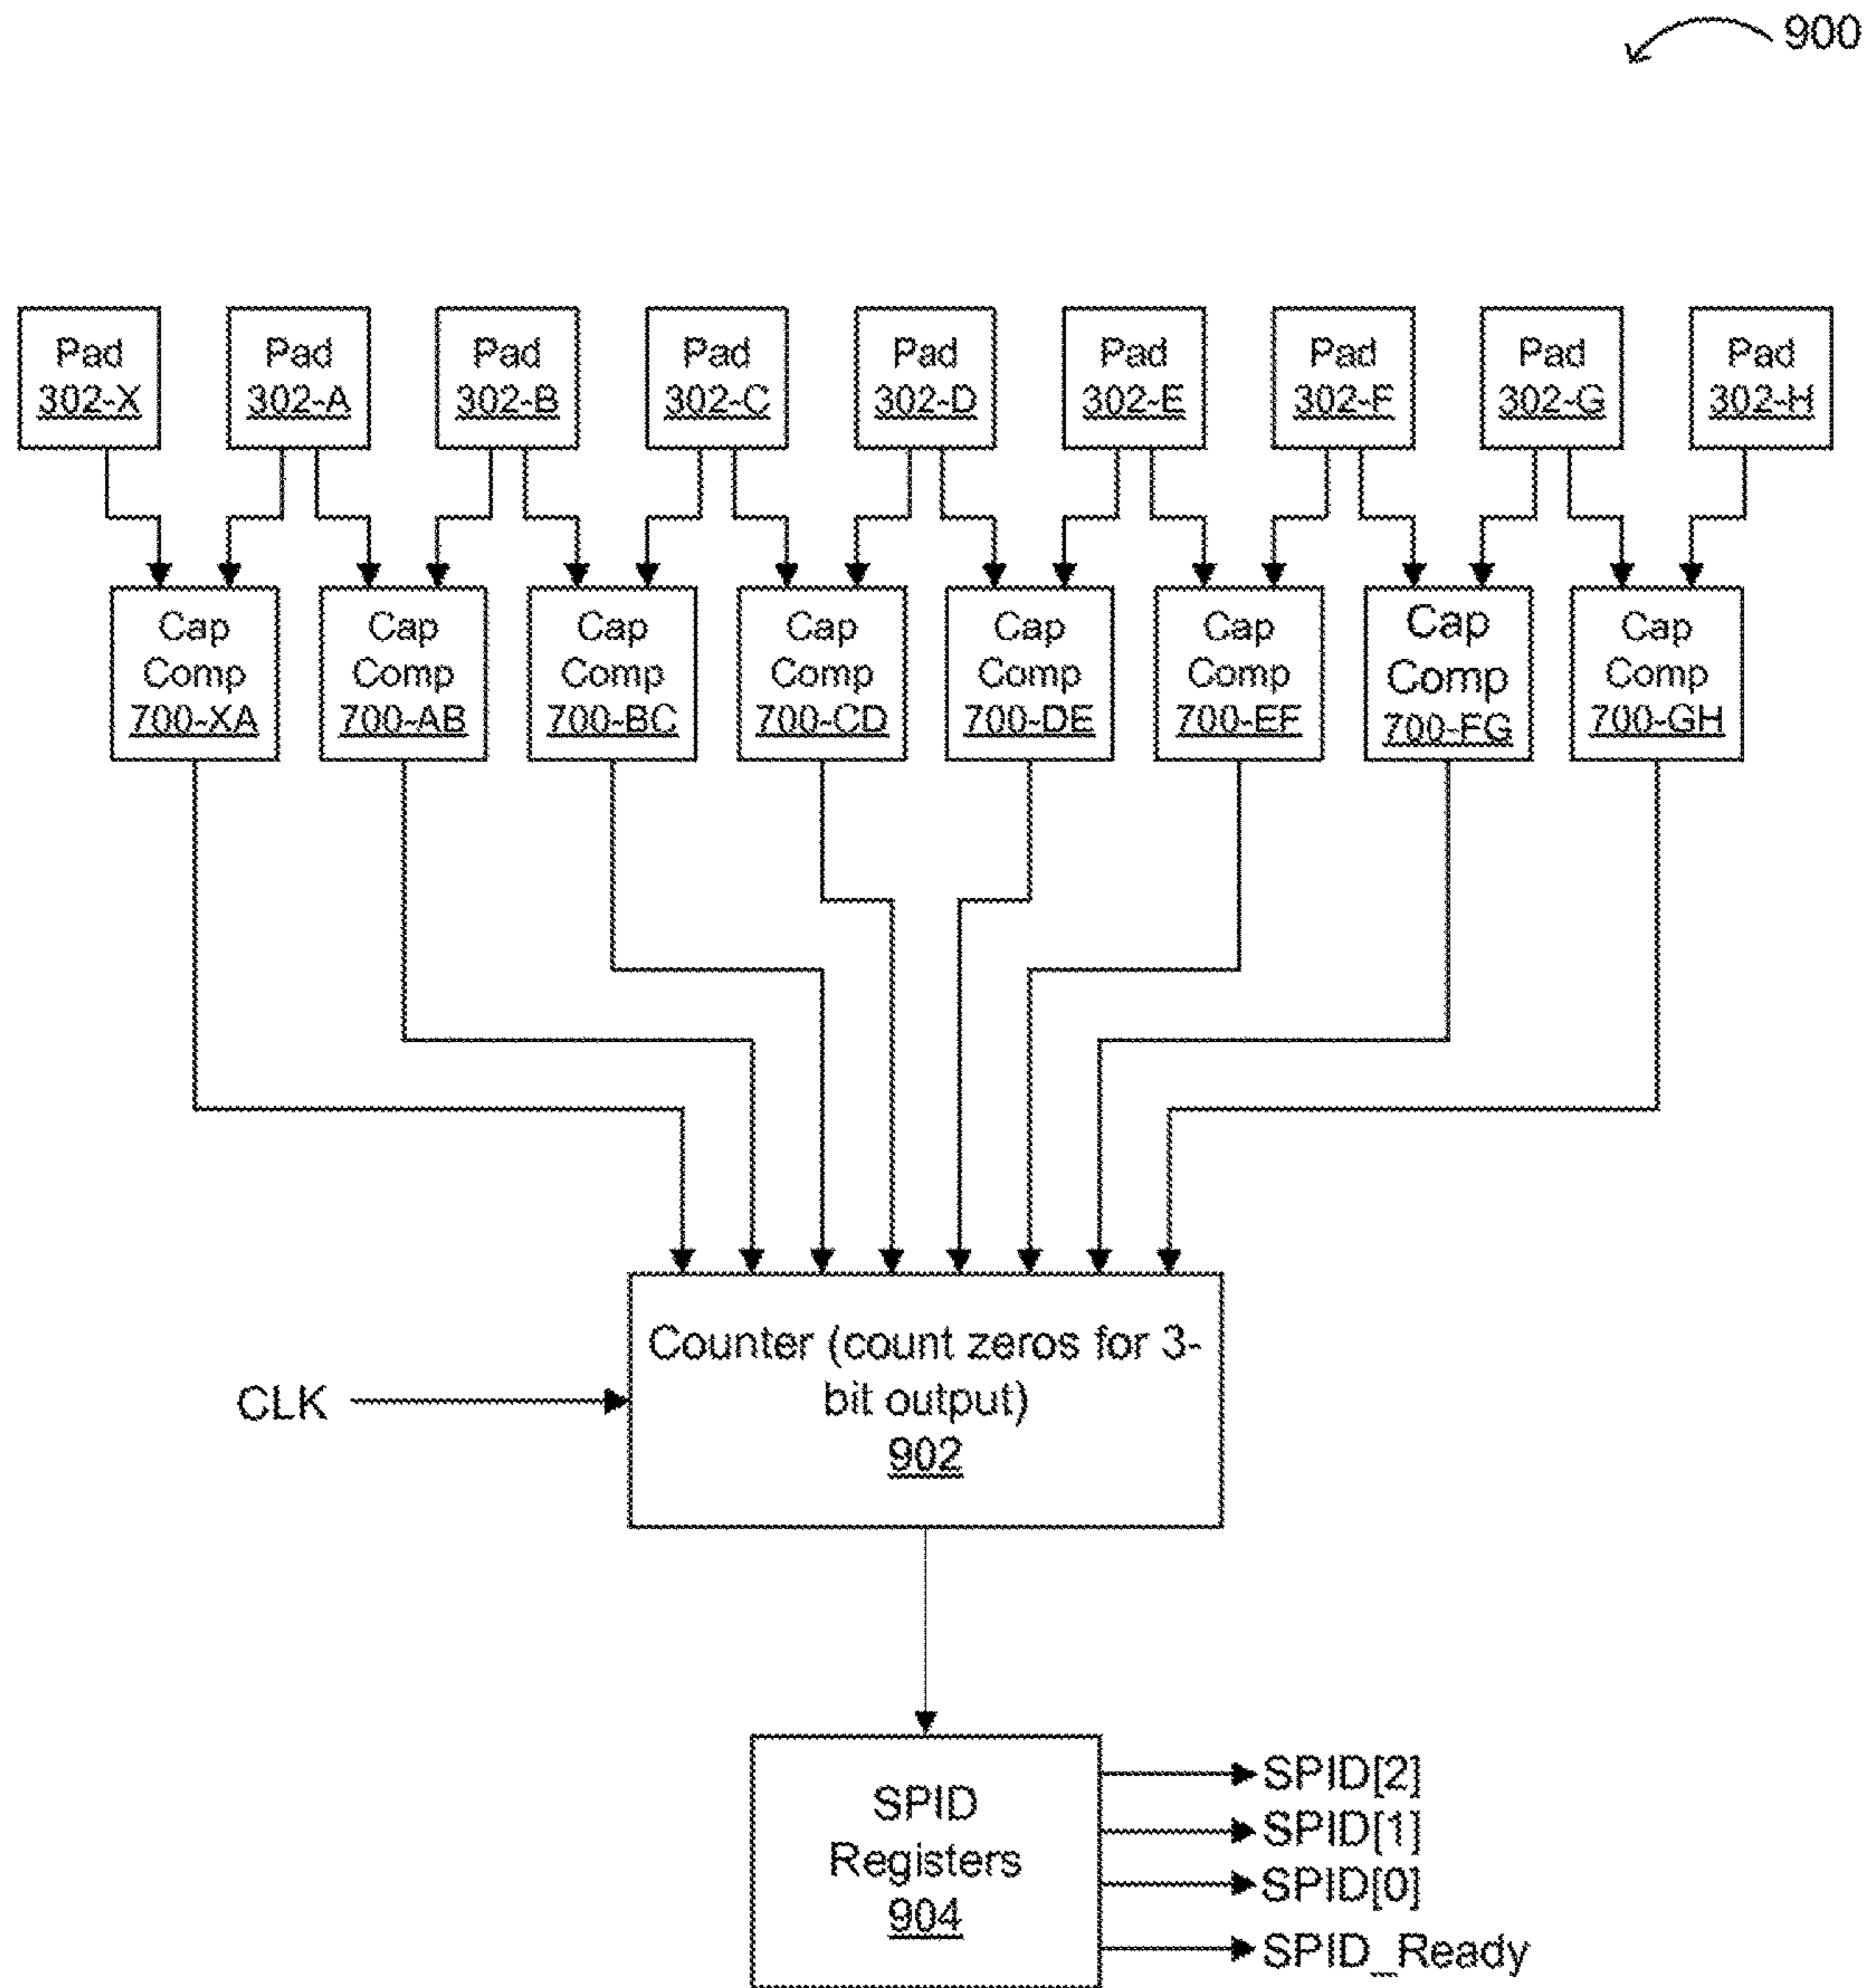 900
Pad
302-X
Pad
302-A
Pad
302-B
Pad
302-C
Pad
302-D
Pad
302-E
Pad
302-F
Pad
302-G
Pad
302-H
Cap
Comp
700-XA
Cap
Comp
700-AB
Cap
Comp
700-BC
Cap
Comp
700-CD
Cap
Comp
700-DE
Cap
Comp
700-EF
Cap
Comp
700-FG
Cap
Comp
700-GH
CLK
Counter (count zeros for 3-
bit output)
902
SPID
Registers
904
SPID[2]
SPID[1]
SPID[0]
SPID_Ready